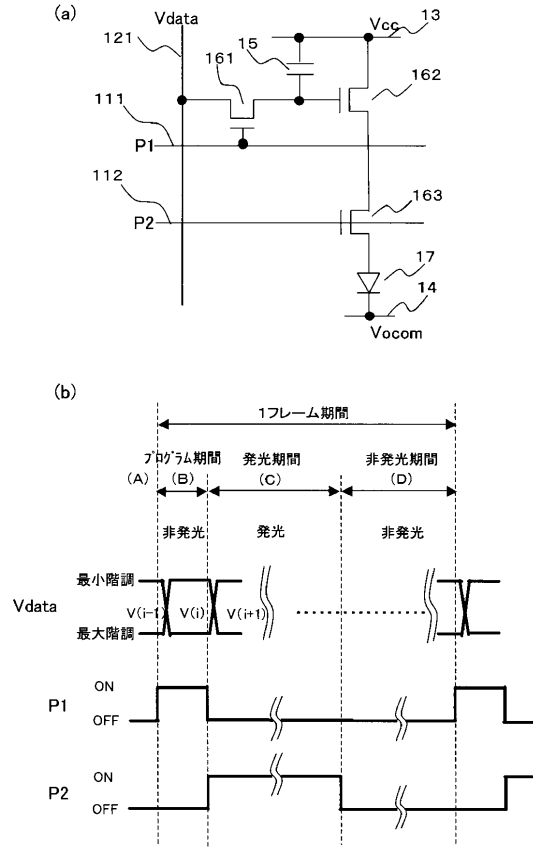 (a)
Vdata
121
15
Vcc
13
161
162
111
P1
112
163
P2
17
14
Vocom
(b)
1フレーム期間
ﾌﾟﾛｸﾞﾗﾑ期間 発光期間 非発光期間
(A) (B) (C) (D)
非発光 発光 非発光
最小階調
Vdata V(i-1) V(i) V(i+1)
最大階調
ON
P1
OFF
ON
P2
OFF